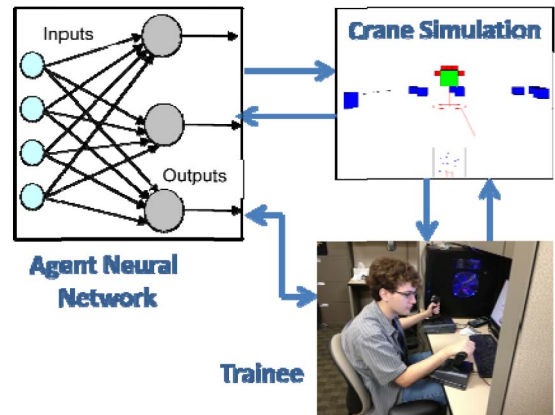 Inputs
Outputs
Agent Neural
Network
Crane Simulation
Trainee